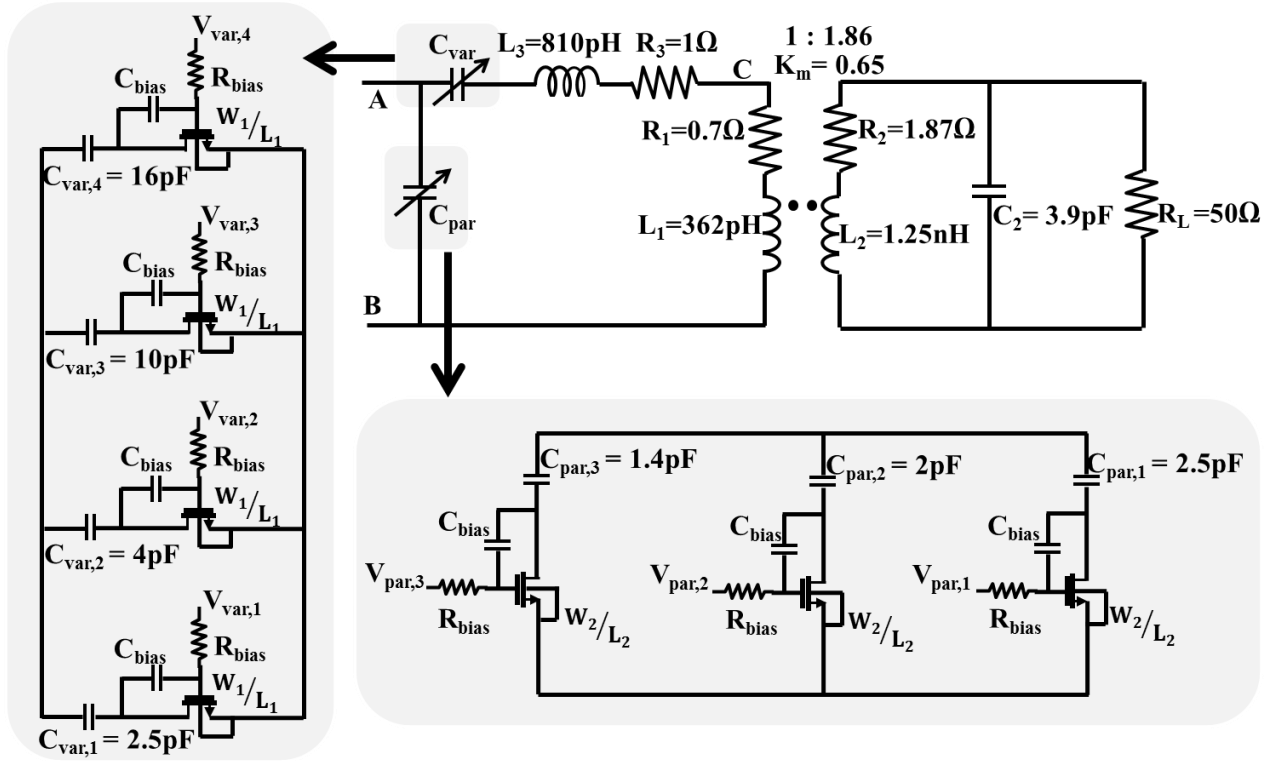 V_var,4
C_bias
R_bias
W_1/L_1
C_var,4 = 16pF
V_var,3
C_bias
R_bias
W_1/L_1
C_var,3 = 10pF
V_var,2
C_bias
R_bias
W_1/L_1
C_var,2 = 4pF
V_var,1
C_bias
R_bias
W_1/L_1
C_var,1 = 2.5pF
C_var
L_3=810pH
R_3=1Ω
C
1 : 1.86
K_m= 0.65
A
R_1=0.7Ω
R_2=1.87Ω
C_par
L_1=362pH
L_2=1.25nH
C_2= 3.9pF
R_L=50Ω
B
C_par,3 = 1.4pF
C_par,2 = 2pF
C_par,1 = 2.5pF
C_bias
C_bias
C_bias
V_par,3
R_bias
W_2/L_2
V_par,2
R_bias
W_2/L_2
V_par,1
R_bias
W_2/L_2